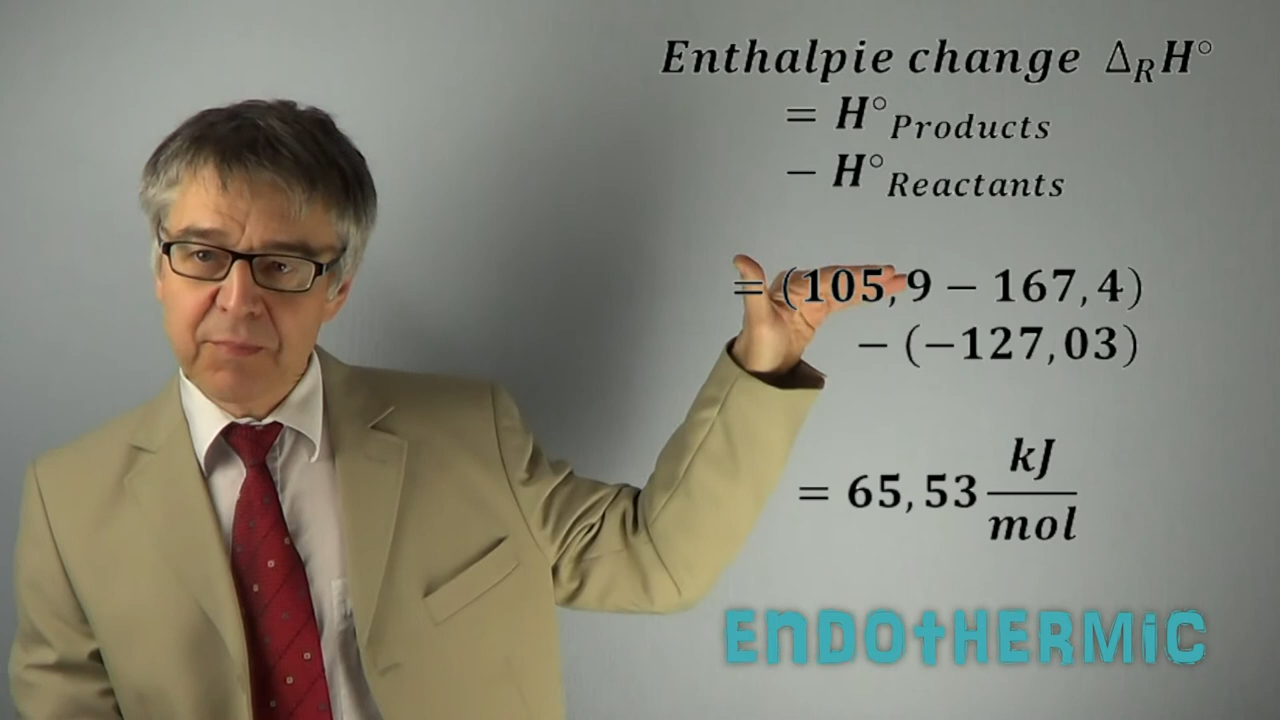 Enthalpie change Δ_R H°
= H°_Products
− H°_Reactants
= (105,9 − 167,4)
− (−127,03)
= 65,53 kJ/mol
ENDOTHERMIC